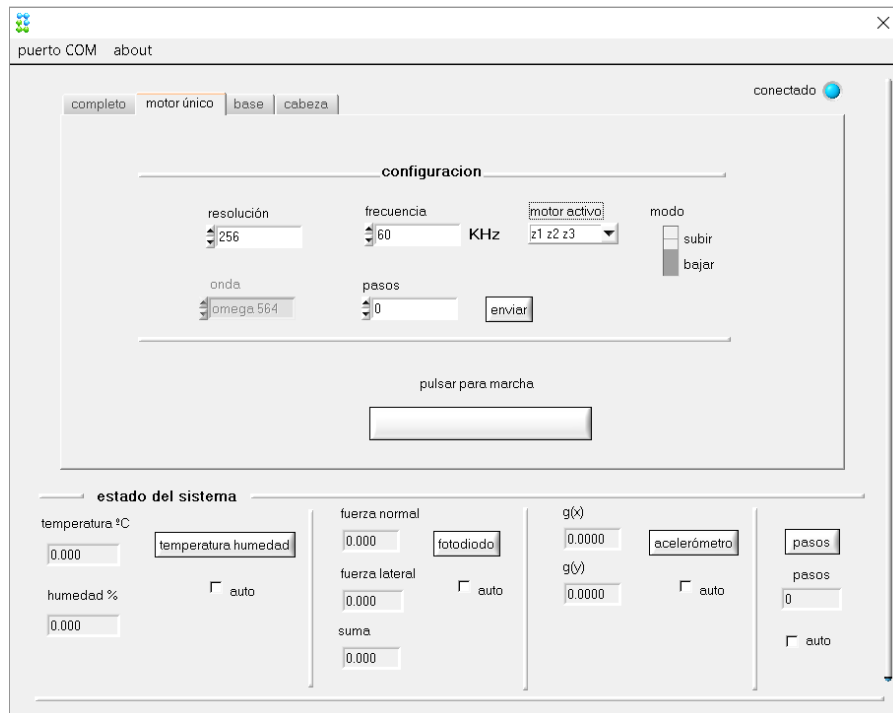 puerto COM about
conectado
completo motor único base cabeza
configuracion
resolución frecuencia motor activo modo
256 60 KHz z1 z2 z3 subir
bajar
onda pasos
omega 564 0 enviar
pulsar para marcha
estado del sistema
temperatura ºC
0.000
temperatura humedad
humedad %
0.000
auto
fuerza normal
0.000
fotodiodo
fuerza lateral
0.000
auto
suma
0.000
g(x)
0.0000
acelerómetro
g(y)
0.0000
auto
pasos
pasos
0
auto